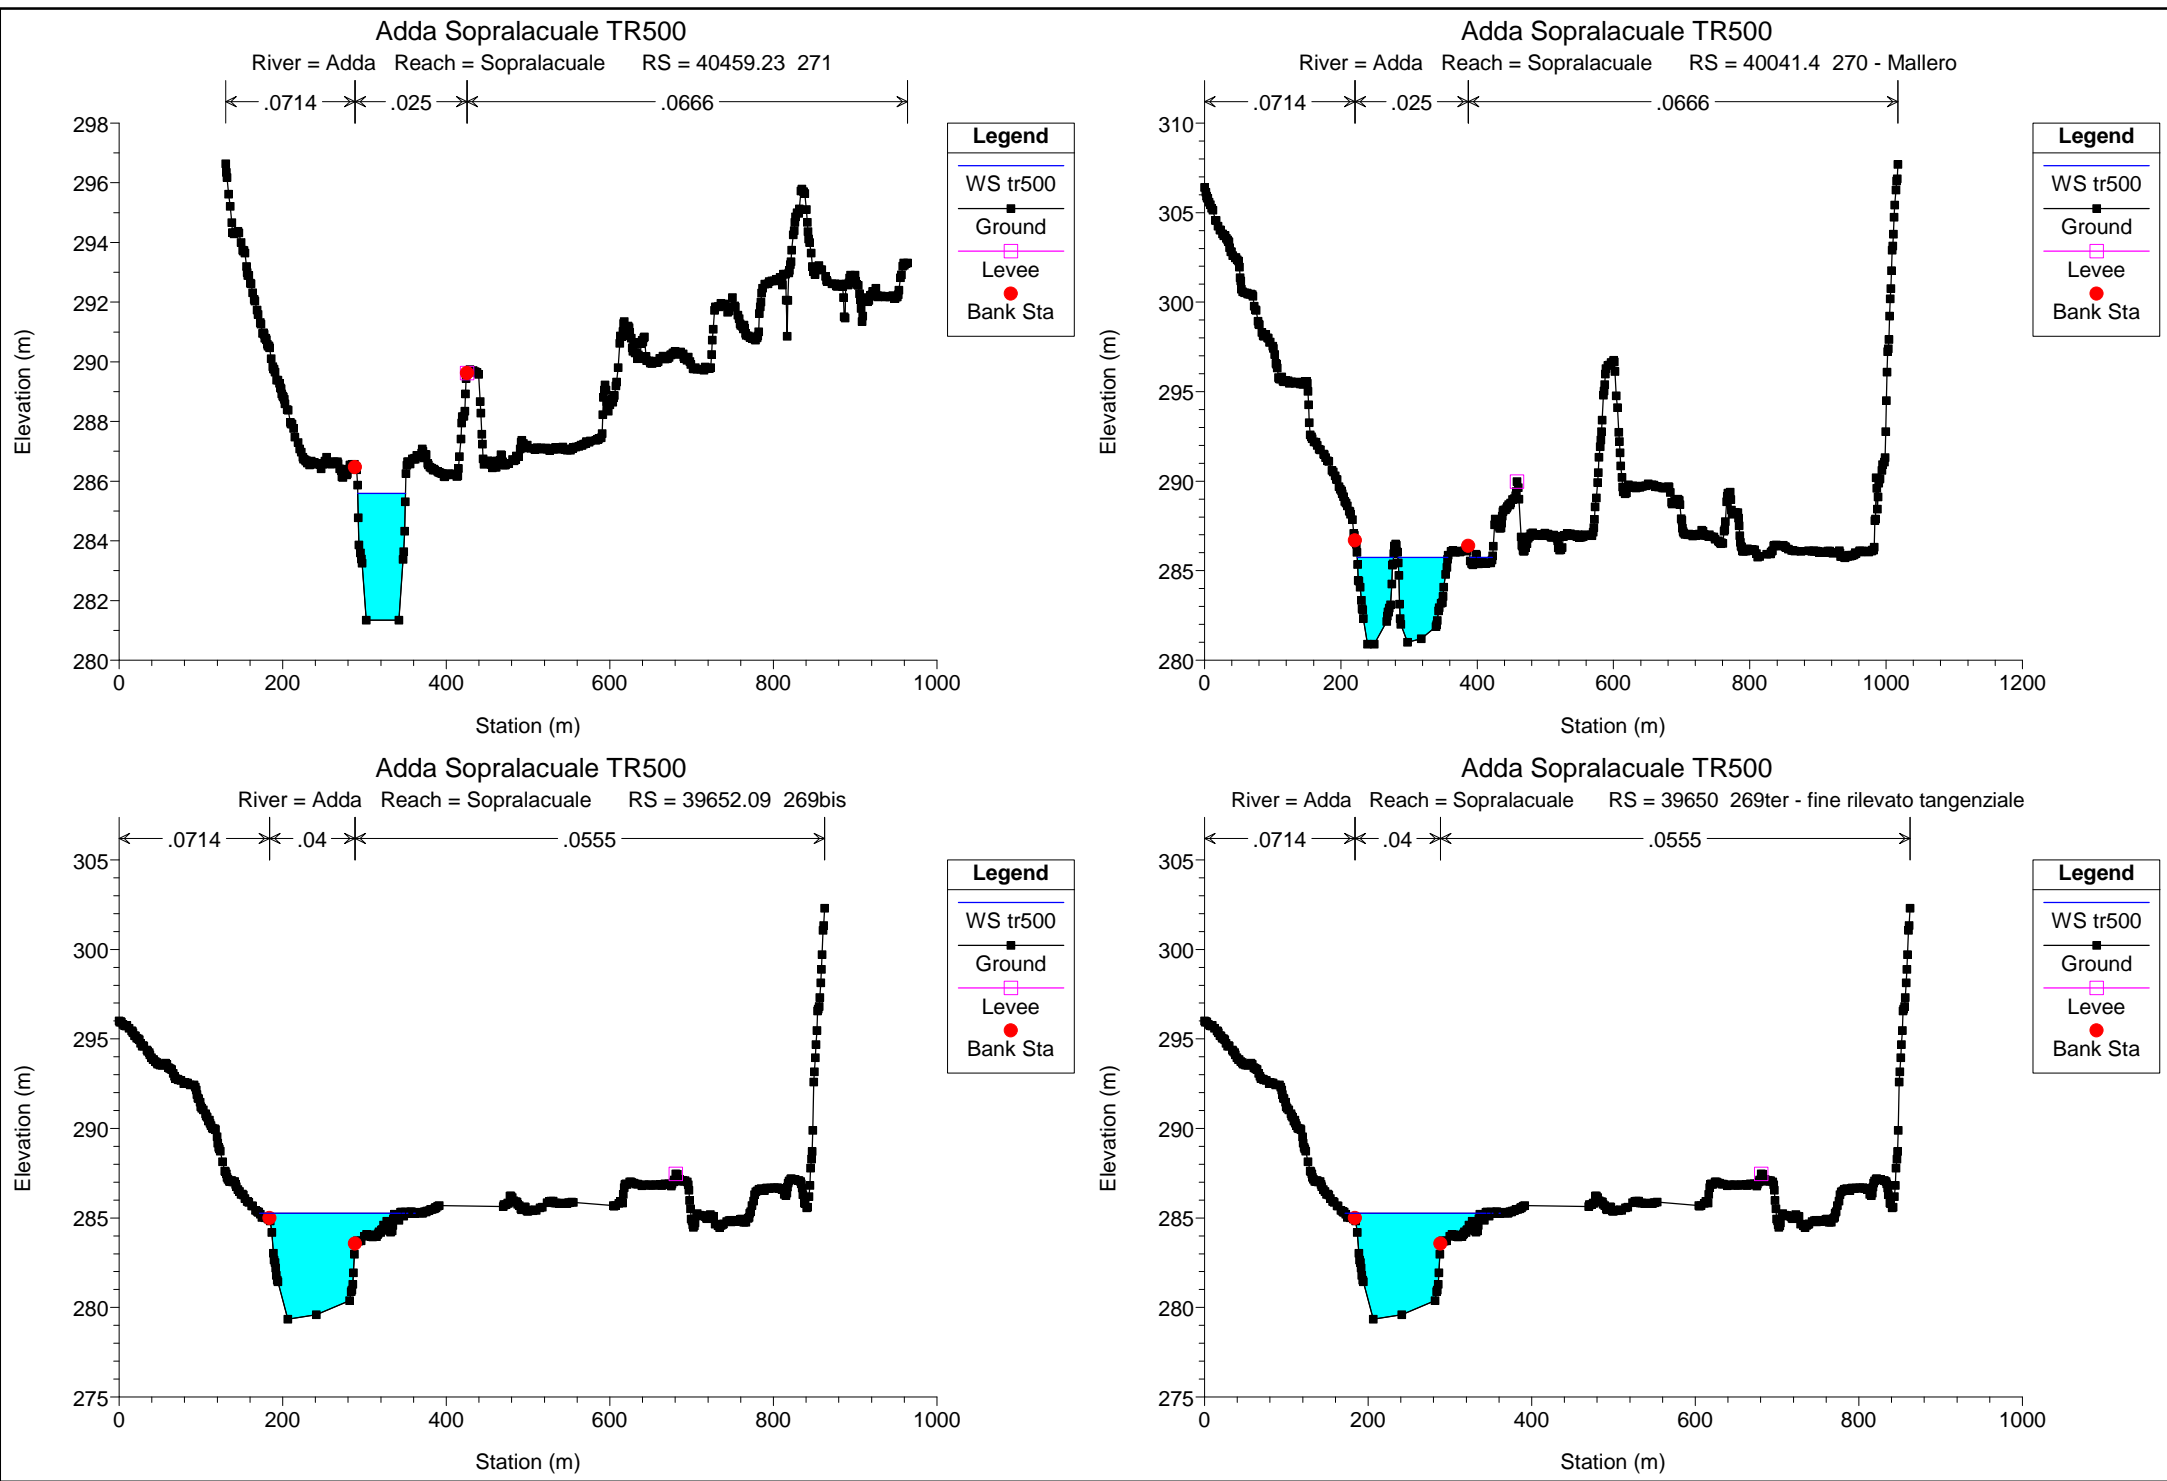 Adda Sopralacuale TR500
River = Adda Reach = Sopralacuale RS = 40459.23 271
.0714 .025 .0666
298
296
294
292
290
288
286
284
282
280
0 200 400 600 800 1000
Station (m)
Elevation (m)
Legend
WS tr500
Ground
Levee
Bank Sta
Adda Sopralacuale TR500
River = Adda Reach = Sopralacuale RS = 40041.4 270 - Mallero
.0714 .025 .0666
310
305
300
295
290
285
280
0 200 400 600 800 1000 1200
Station (m)
Elevation (m)
Legend
WS tr500
Ground
Levee
Bank Sta
Adda Sopralacuale TR500
River = Adda Reach = Sopralacuale RS = 39652.09 269bis
.0714 .04 .0555
305
300
295
290
285
280
275
0 200 400 600 800 1000
Station (m)
Elevation (m)
Legend
WS tr500
Ground
Levee
Bank Sta
Adda Sopralacuale TR500
River = Adda Reach = Sopralacuale RS = 39650 269ter - fine rilevato tangenziale
.0714 .04 .0555
305
300
295
290
285
280
275
0 200 400 600 800 1000
Station (m)
Elevation (m)
Legend
WS tr500
Ground
Levee
Bank Sta